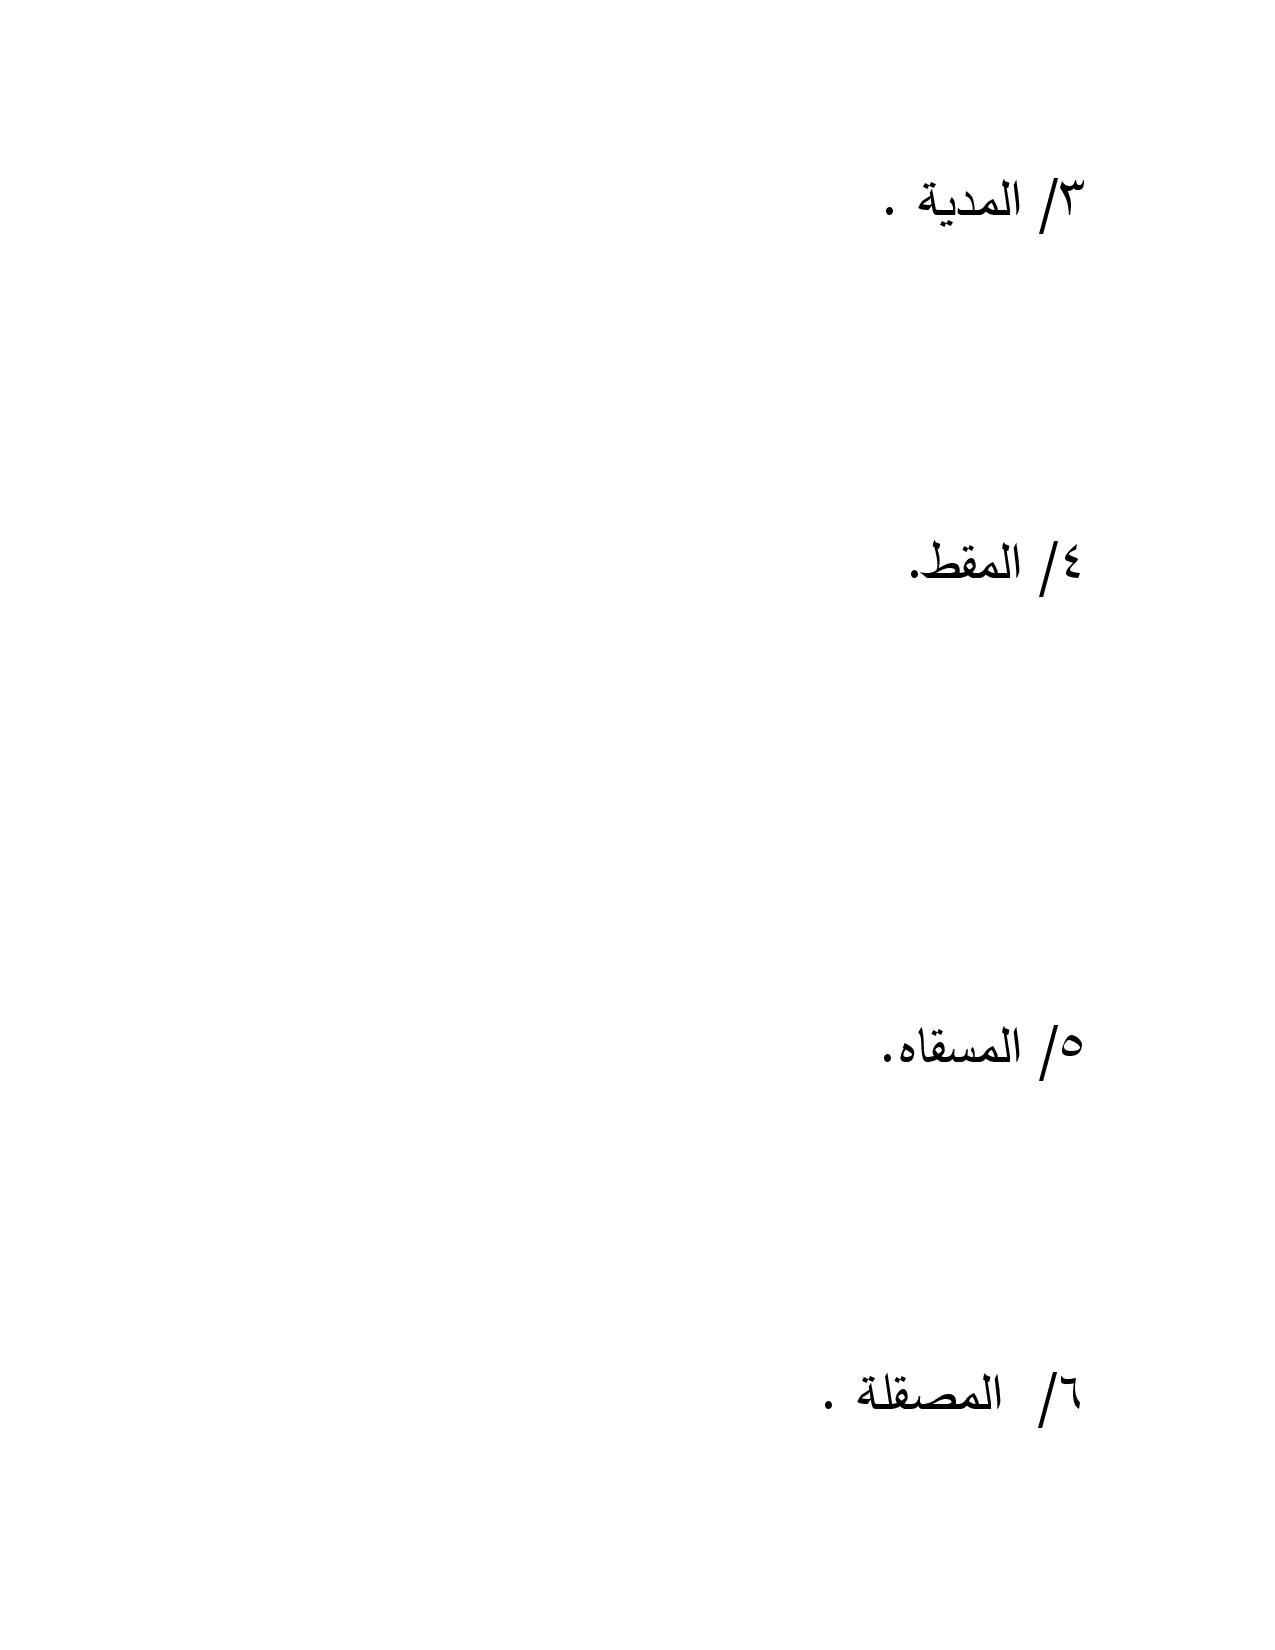 ٣/ المدية .
٤/ المقط.
٥/ المسقاه.
٦/ المصقلة .